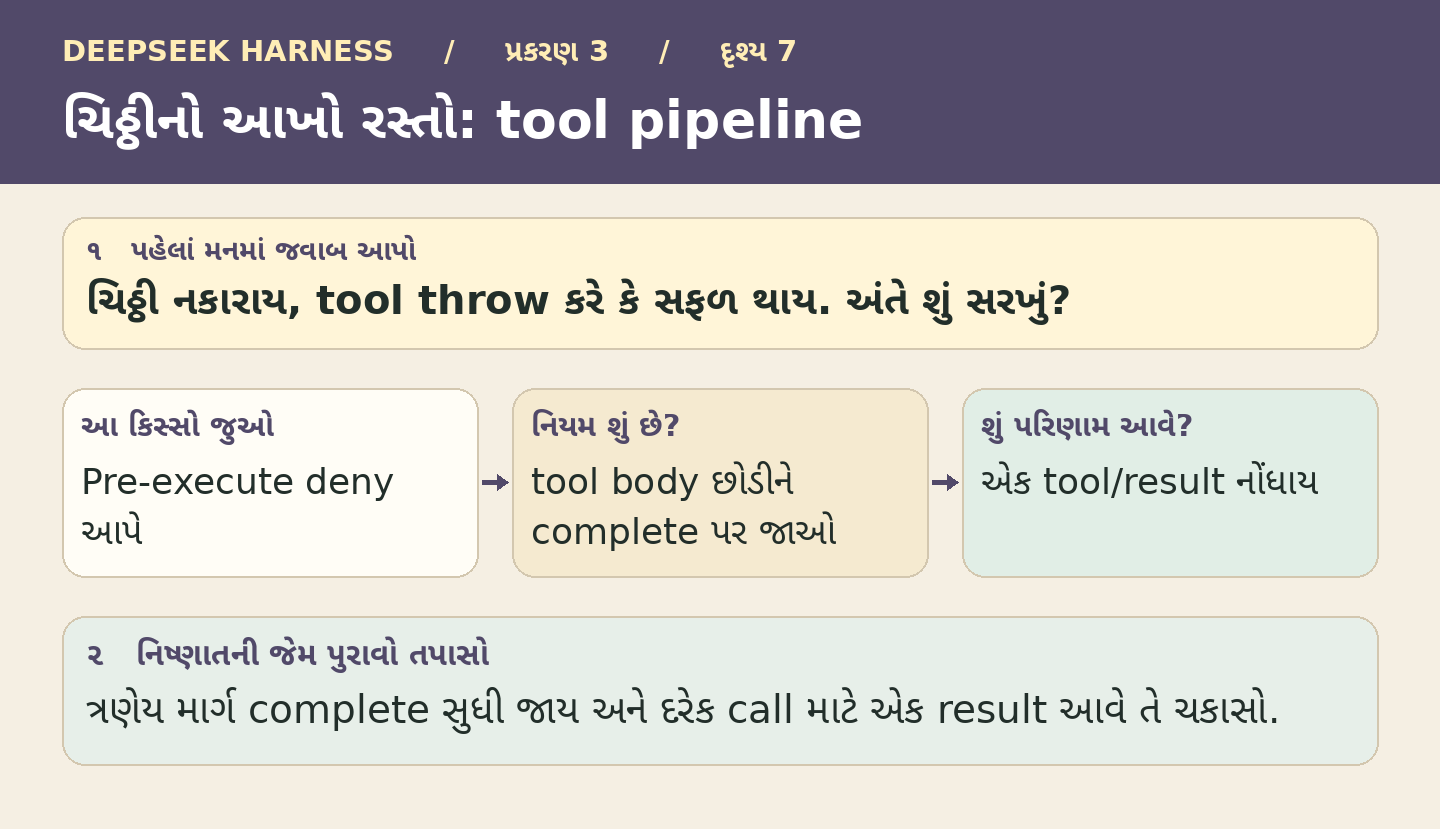 DEEPSEEK HARNESS / પ્રકરણ 3 / દૃશ્ય 7
ચિઠ્ઠીનો આખો રસ્તો: tool pipeline
૧ પહેલાં મનમાં જવાબ આપો
ચિઠ્ઠી નકારાય, tool throw કરે કે સફળ થાય. અંતે શું સરખું?
આ કિસ્સો જુઓ
Pre-execute deny
આપે
નિયમ શું છે?
tool body છોડીને
complete પર જાઓ
શું પરિણામ આવે?
એક tool/result નોંધાય
૨ નિષ્ણાતની જેમ પુરાવો તપાસો
ત્રણેય માર્ગ complete સુધી જાય અને દરેક call માટે એક result આવે તે ચકાસો.